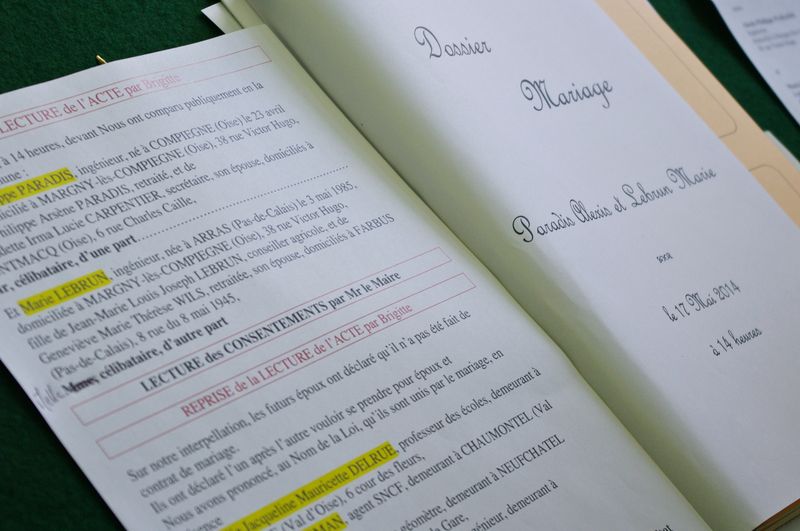 LECTURE de l'ACTE par Brigitte
à 14 heures, devant Nous ont comparu publiquement en la
PARADIS, ingénieur, né à COMPIEGNE (Oise) le 23 avril
à MARGNY-lès-COMPIEGNE (Oise), 38 rue Victor Hugo,
Arsène PARADIS, retraité, et de
Irma Lucie CARPENTIER, secrétaire, son épouse, domiciliés à
(Oise), 6 rue Charles Caille,
célibataire, d'une part
Et Marie LEBRUN, ingénieur, née à ARRAS (Pas-de-Calais) le 3 mai 1985,
domiciliée à MARGNY-lès-COMPIEGNE (Oise), 38 rue Victor Hugo,
fille de Jean-Marie Louis Joseph LEBRUN, conseiller agricole, et de
Geneviève Marie Thérèse WILS, retraitée, son épouse, domiciliés à FARBUS
(Pas-de-Calais), 8 rue du 8 mai 1945,
célibataire, d'autre part
LECTURE des CONSENTEMENTS par Mr le Maire
REPRISE de la LECTURE de l'ACTE par Brigitte
Sur notre interpellation, les futurs époux ont déclaré qu'il n'a pas été fait de
contrat de mariage.
Ils ont déclaré l'un après l'autre vouloir se prendre pour époux et
Nous avons prononcé, au Nom de la Loi, qu'ils sont unis par le mariage, en
Jacqueline Mauricette DELRUE, professeur des écoles, demeurant à
(Val d'Oise), 6 cour des fleurs,
agent SNCF, demeurant à CHAUMONTEL (Val
demeurant à NEUFCHATEL
Gare,
demeurant à
Dossier
Mariage
Paradis Alexis et Lebrun Marie
le 17 Mai 2014
à 14 heures